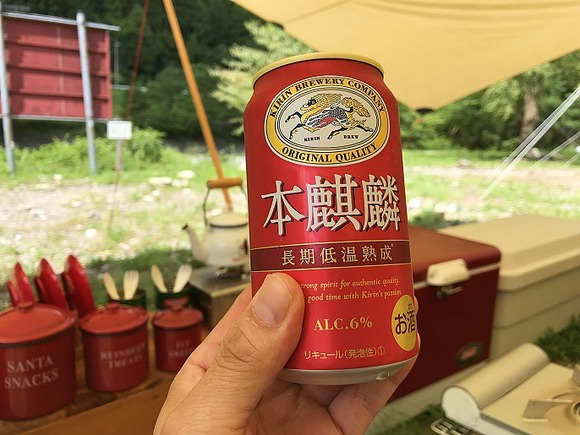 KIRIN BREWERY COMPANY
KIRIN BREW
ORIGINAL QUALITY
本麒麟
長期低温熟成
strong spirit for authentic quality
good time with Kirin's passion.
ALC.6%
お酒
リキュール(発泡性)①
SANTA
SNACKS
REINDEER
TREATS
ELF